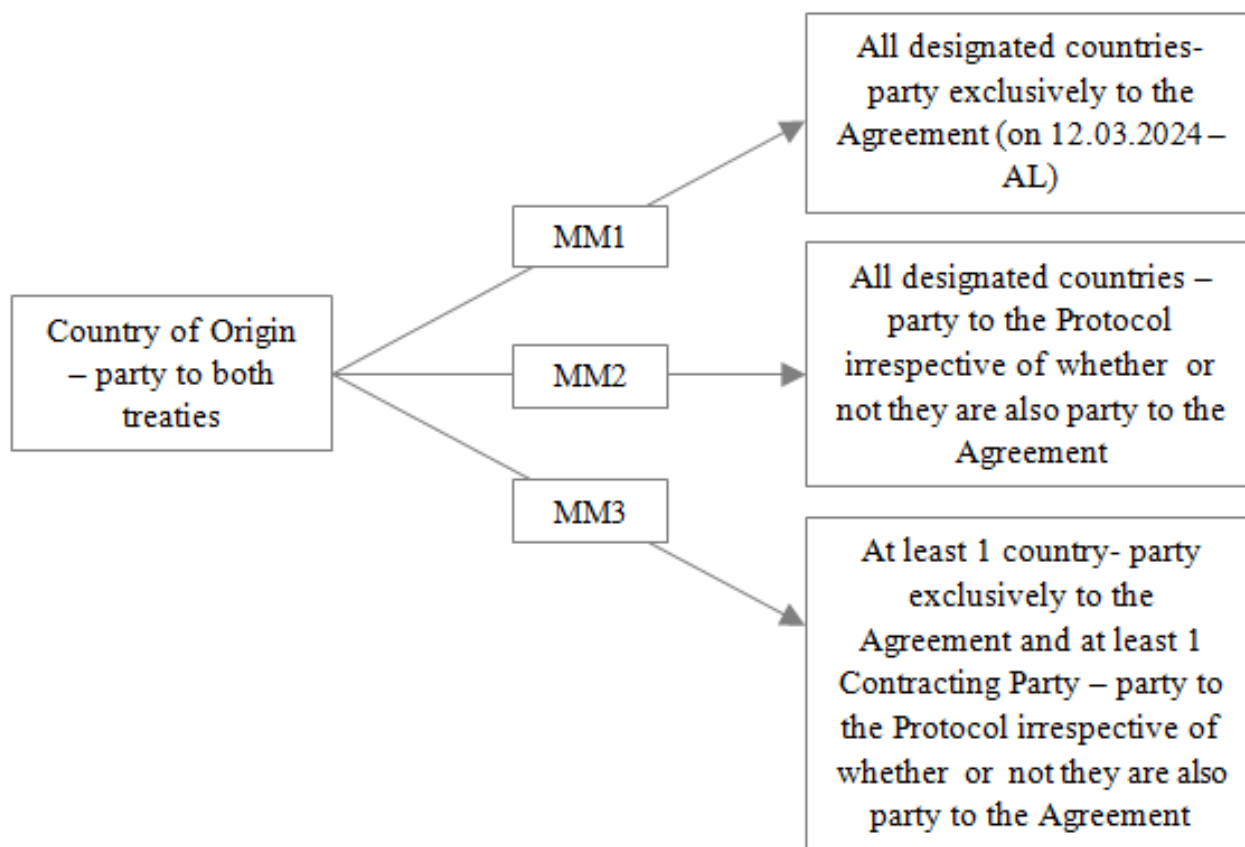 Country of Origin
– party to both
treaties
MM1
MM2
MM3
All designated countries-
party exclusively to the
Agreement (on 12.03.2024 –
AL)
All designated countries –
party to the Protocol
irrespective of whether  or
not they are also party to the
Agreement
At least 1 country- party
exclusively to the
Agreement and at least 1
Contracting Party – party to
the Protocol irrespective of
whether  or  not they are also
party to the Agreement